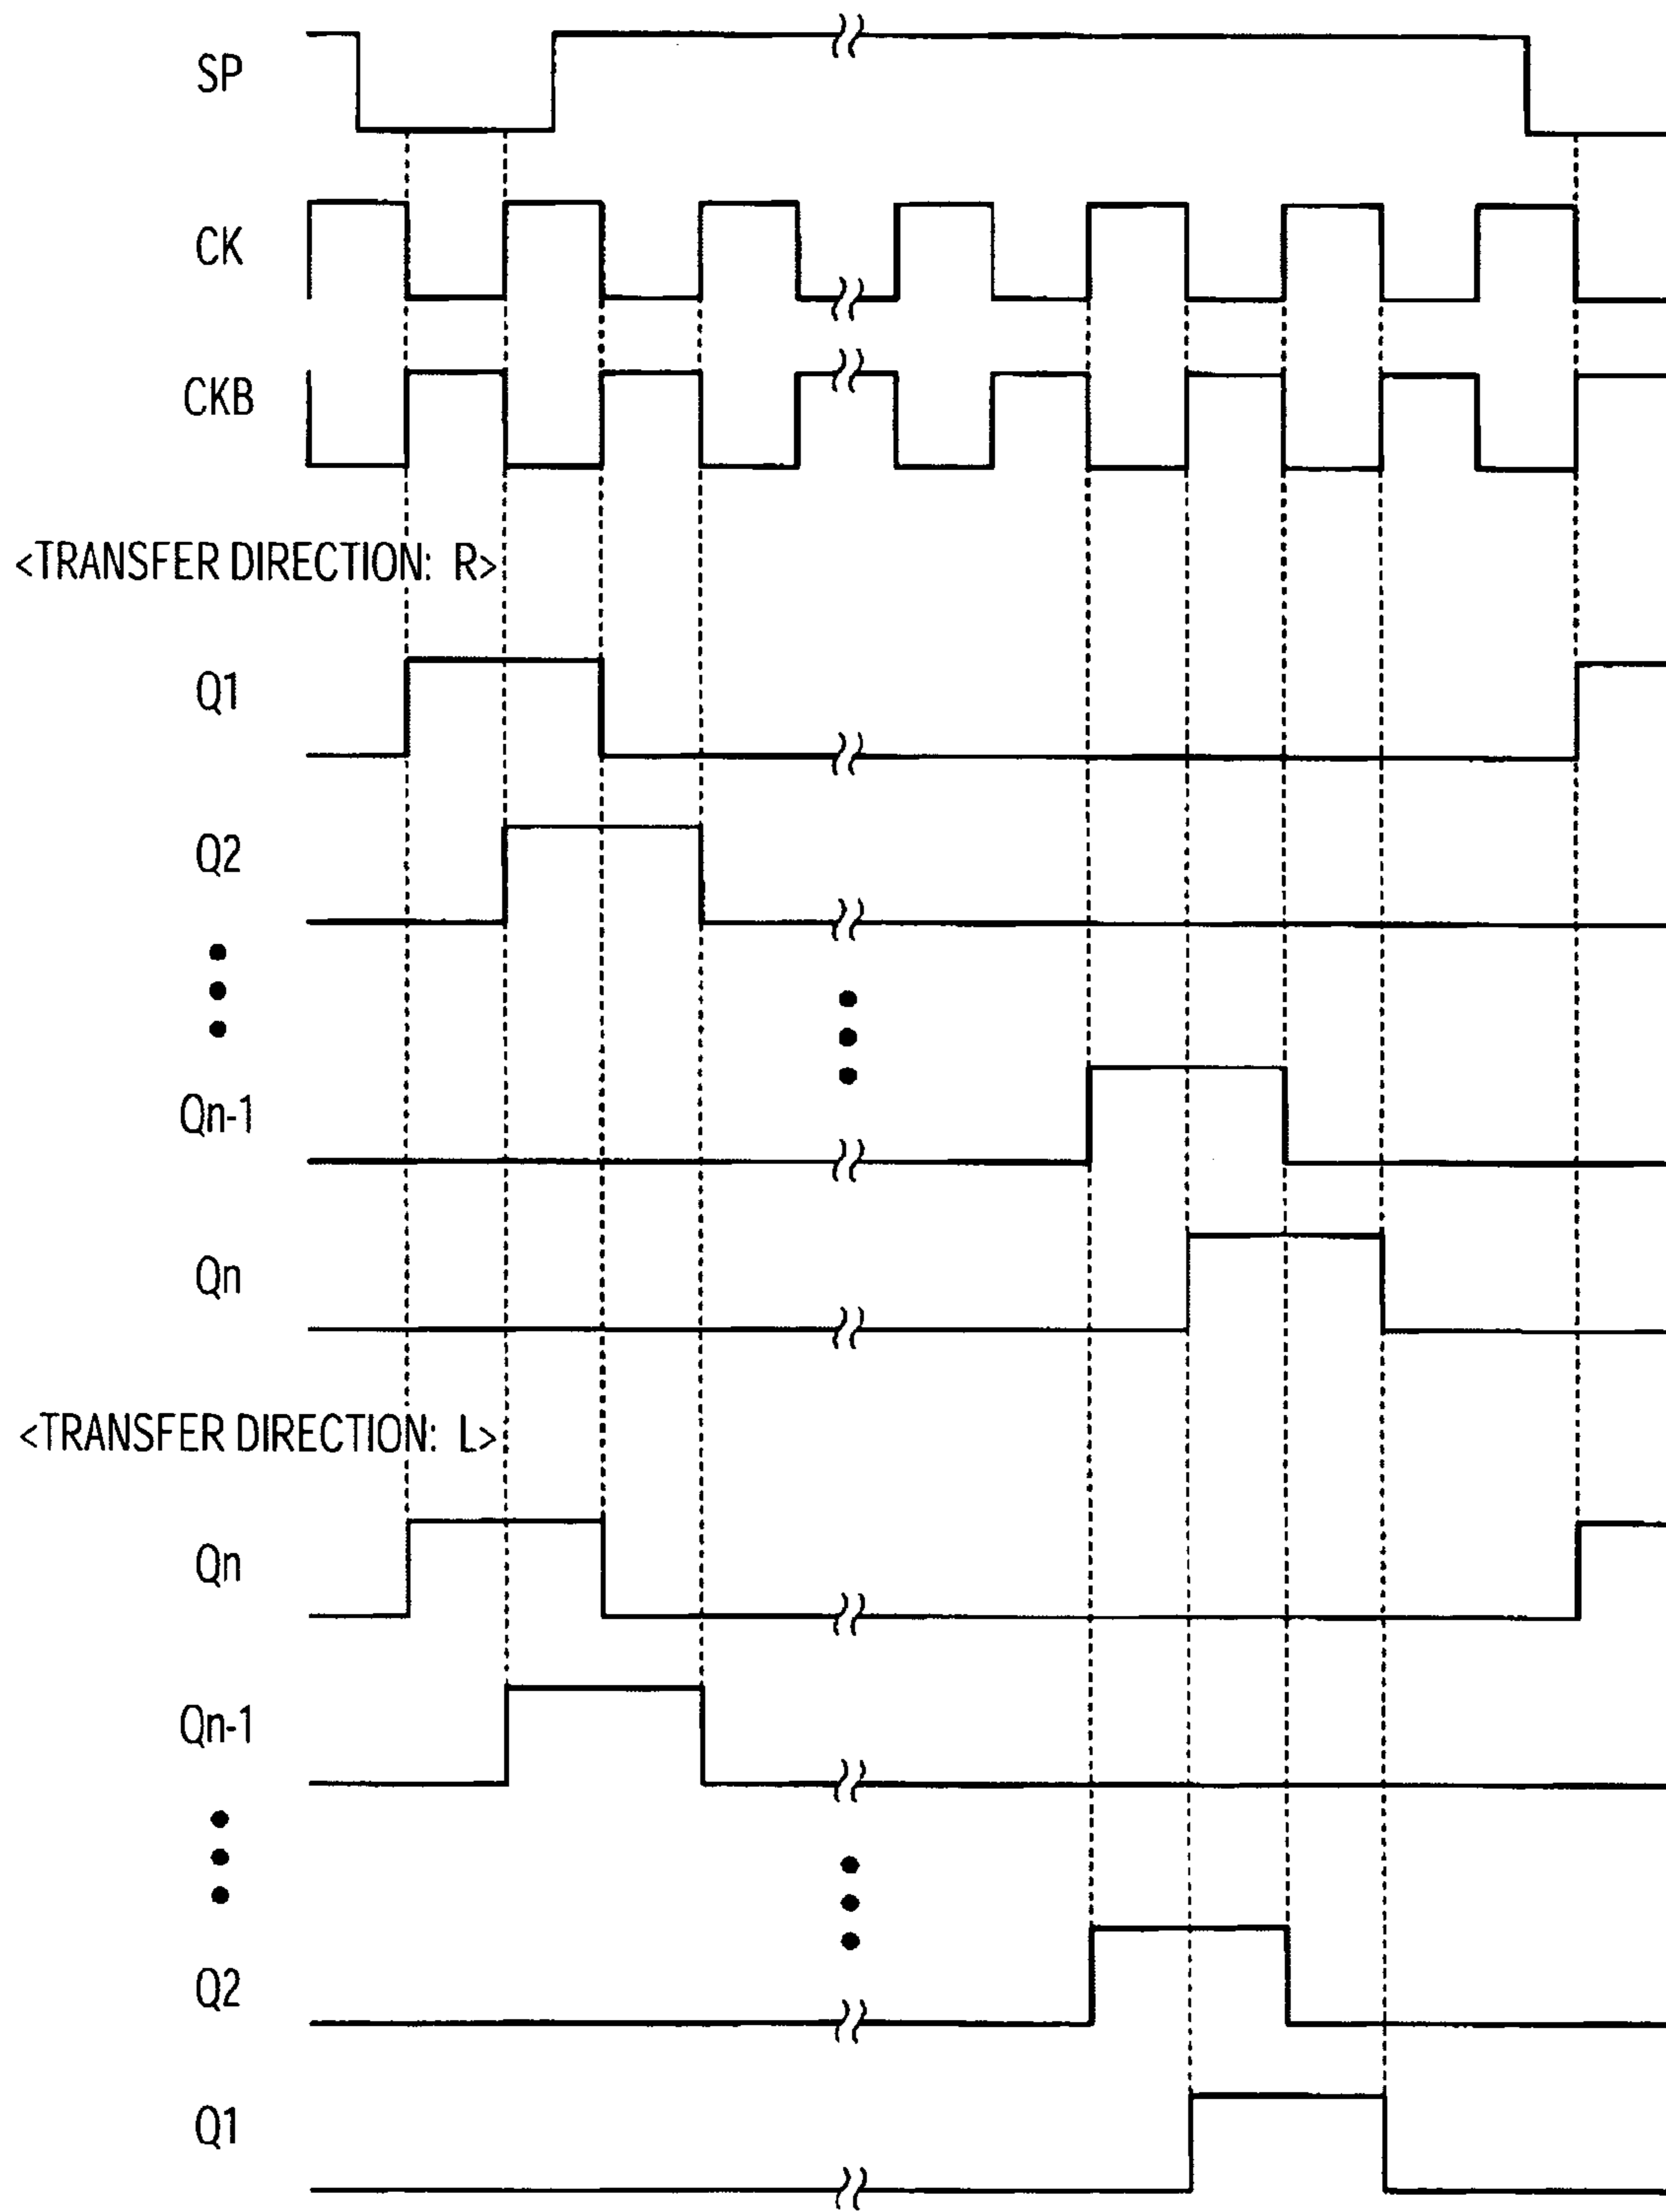 SP
CK
CKB
<TRANSFER DIRECTION: R>
Q1
Q2
Qn-1
Qn
<TRANSFER DIRECTION: L>
Qn
Qn-1
Q2
Q1